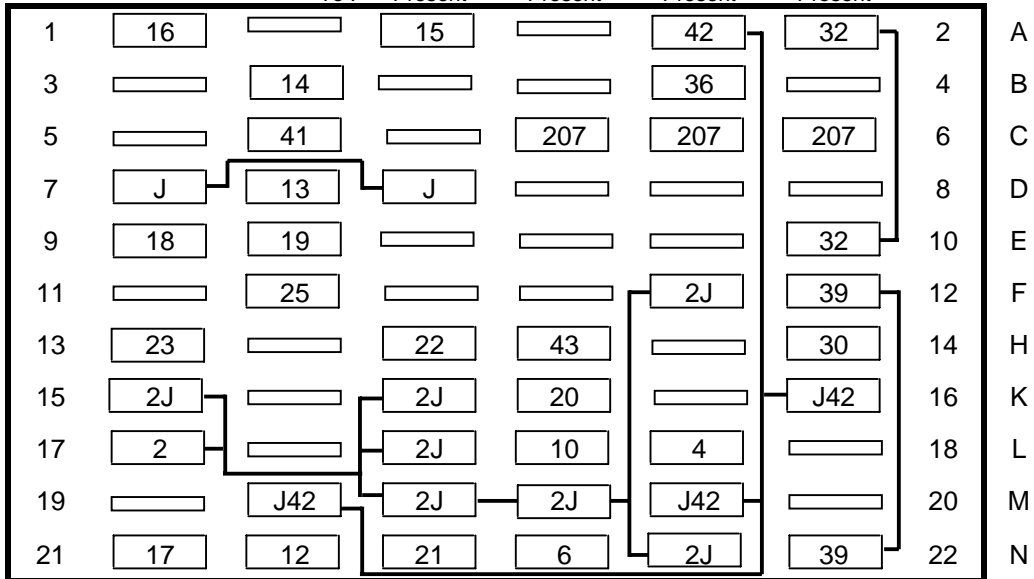 1 16 15 42 32 2 A
3 14 36 4 B
5 41 207 207 207 6 C
7 J 13 J 8 D
9 18 19 32 10 E
11 25 2J 39 12 F
13 23 22 43 30 14 H
15 2J 2J 20 J42 16 K
17 2 2J 10 4 18 L
19 J42 2J 2J J42 20 M
21 17 12 21 6 2J 39 22 N